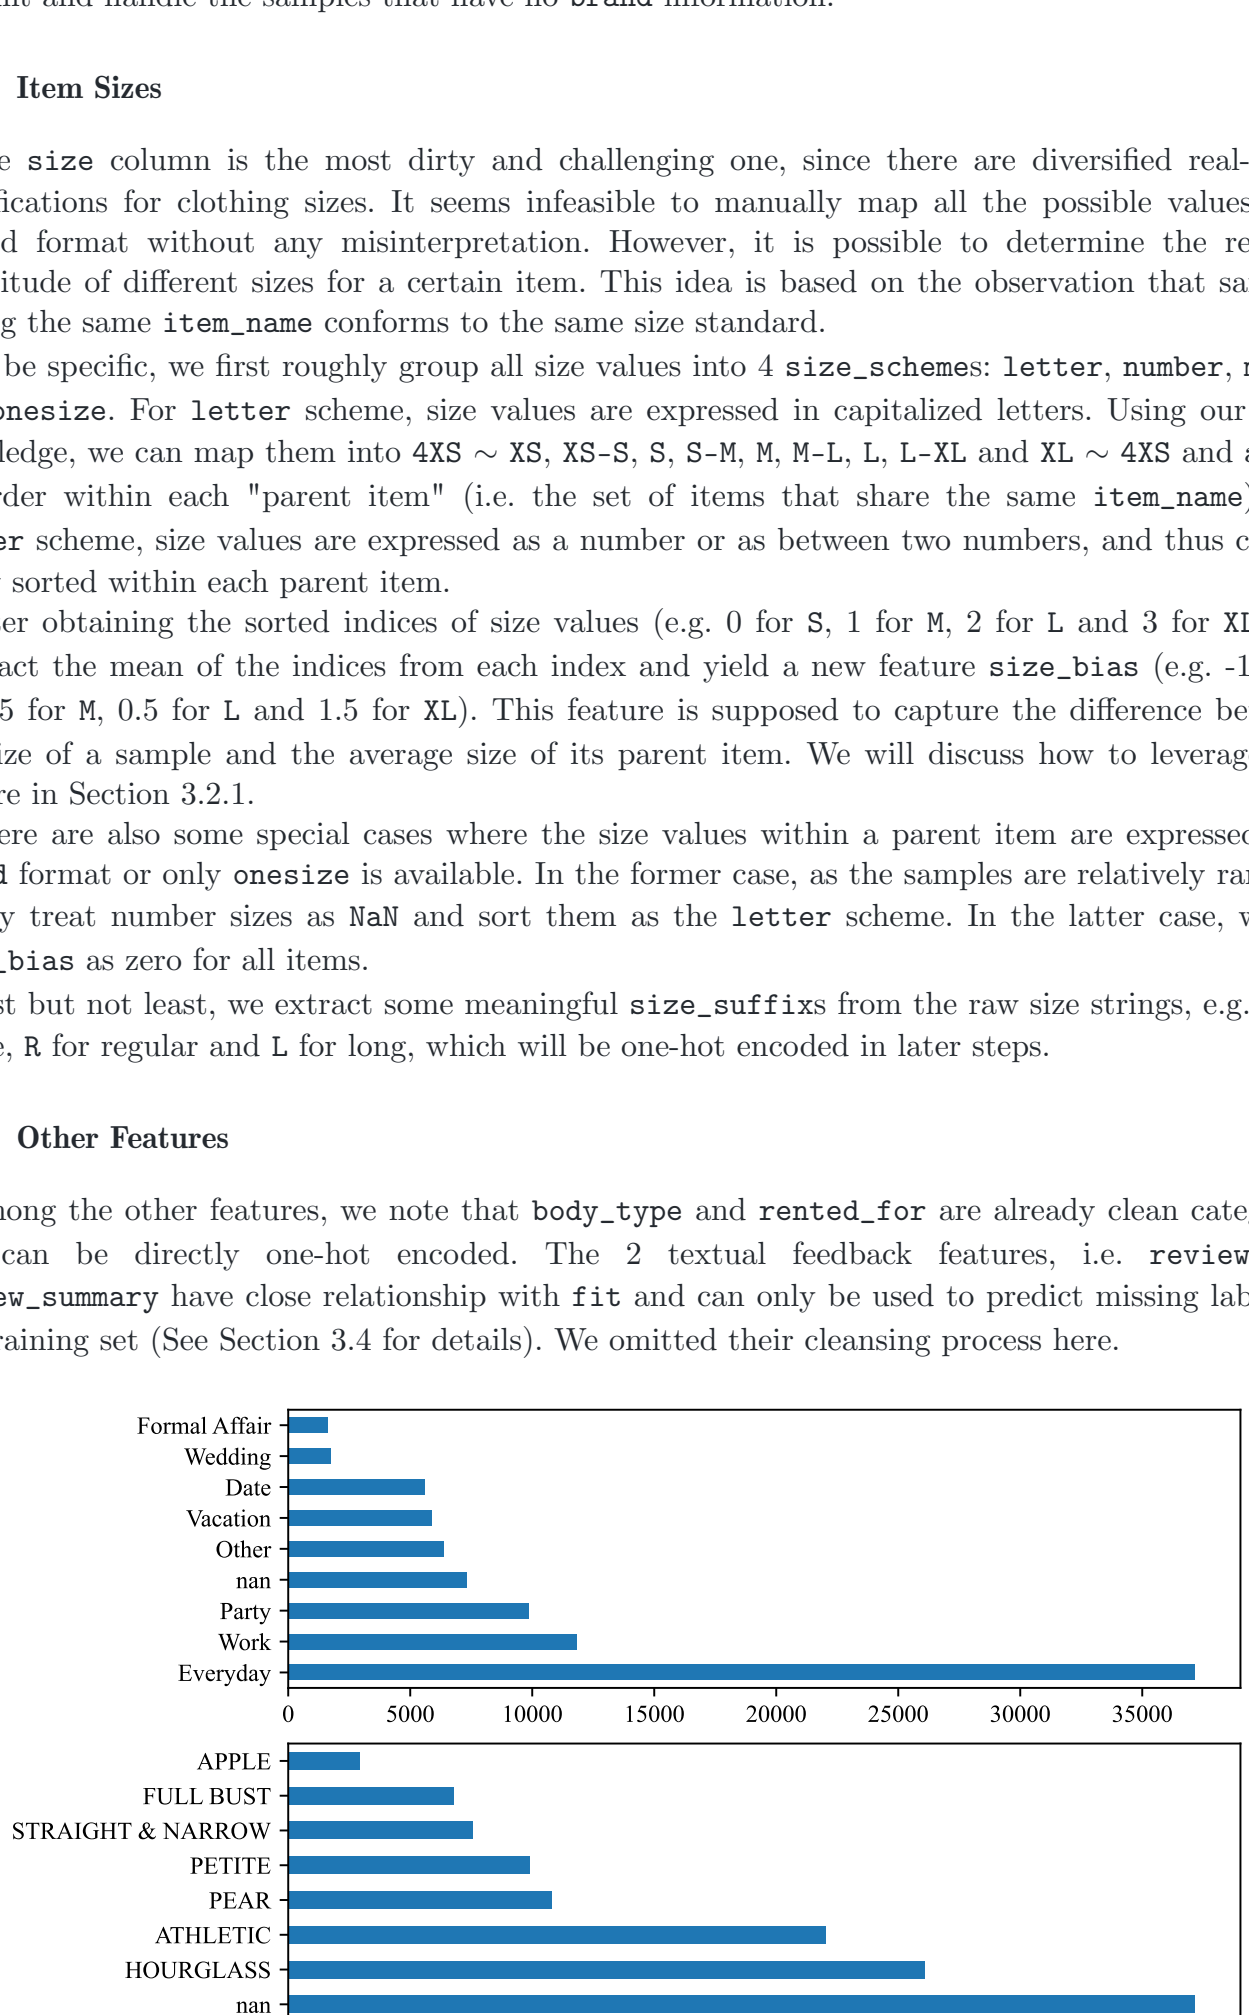 and handle the samples that have no brand information.
Item Sizes
size column is the most dirty and challenging one, since there are diversified real-
fications for clothing sizes. It seems infeasible to manually map all the possible values
d format without any misinterpretation. However, it is possible to determine the re
itude of different sizes for a certain item. This idea is based on the observation that sa
g the same item_name conforms to the same size standard.
be specific, we first roughly group all size values into 4 size_schemes: letter, number,
onesize. For letter scheme, size values are expressed in capitalized letters. Using our
ledge, we can map them into 4XS ∼ XS, XS-S, S, S-M, M, M-L, L, L-XL and XL ∼ 4XS and
rder within each "parent item" (i.e. the set of items that share the same item_name)
er scheme, size values are expressed as a number or as between two numbers, and thus c
sorted within each parent item.
er obtaining the sorted indices of size values (e.g. 0 for S, 1 for M, 2 for L and 3 for XL
act the mean of the indices from each index and yield a new feature size_bias (e.g. -1
5 for M, 0.5 for L and 1.5 for XL). This feature is supposed to capture the difference be
ize of a sample and the average size of its parent item. We will discuss how to leverage
re in Section 3.2.1.
ere are also some special cases where the size values within a parent item are expressed
d format or only onesize is available. In the former case, as the samples are relatively ra
y treat number sizes as NaN and sort them as the letter scheme. In the latter case, w
_bias as zero for all items.
st but not least, we extract some meaningful size_suffixs from the raw size strings, e.g.
e, R for regular and L for long, which will be one-hot encoded in later steps.
Other Features
ong the other features, we note that body_type and rented_for are already clean categ
can be directly one-hot encoded. The 2 textual feedback features, i.e. review
ew_summary have close relationship with fit and can only be used to predict missing lab
raining set (See Section 3.4 for details). We omitted their cleansing process here.
Formal Affair
Wedding
Date
Vacation
Other
nan
Party
Work
Everyday
0 5000 10000 15000 20000 25000 30000 35000
APPLE
FULL BUST
STRAIGHT & NARROW
PETITE
PEAR
ATHLETIC
HOURGLASS
nan